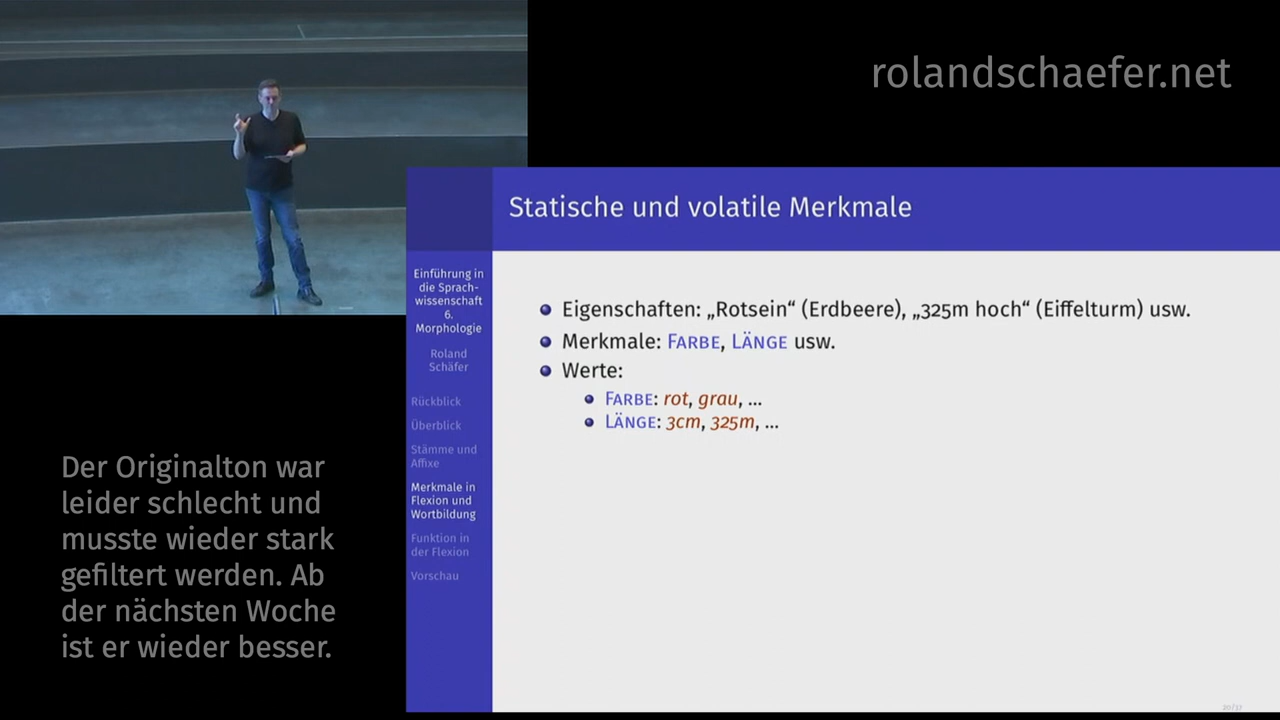 rolandschaefer.net
Statische und volatile Merkmale
Einführung in
die Sprach-
wissenschaft
6.
Morphologie
Roland
Schäfer
Rückblick
Überblick
Stämme und
Affixe
Merkmale in
Flexion und
Wortbildung
Funktion in
der Flexion
Vorschau
Eigenschaften: „Rotsein“ (Erdbeere), „325m hoch“ (Eiffelturm) usw.
Merkmale: FARBE, LÄNGE usw.
Werte:
FARBE: rot, grau, ...
LÄNGE: 3cm, 325m, ...
Der Originalton war
leider schlecht und
musste wieder stark
gefiltert werden. Ab
der nächsten Woche
ist er wieder besser.